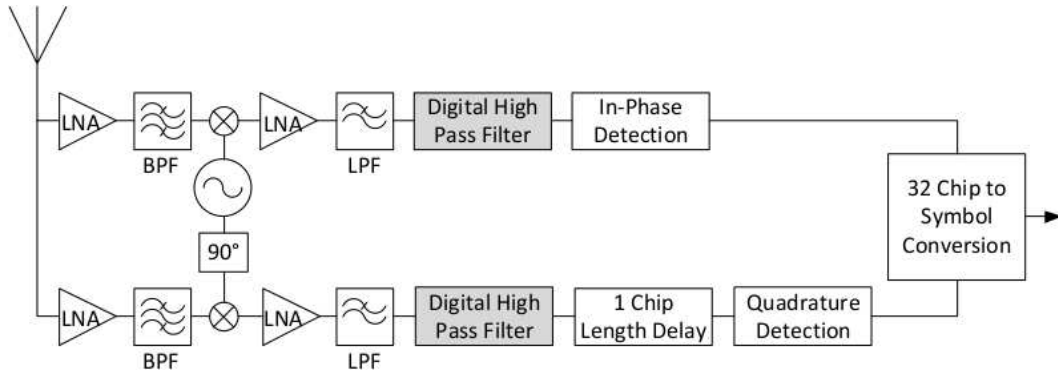 LNA
BPF
LNA
LPF
Digital High
Pass Filter
In-Phase
Detection
90°
32 Chip to
Symbol
Conversion
LNA
BPF
LNA
LPF
Digital High
Pass Filter
1 Chip
Length Delay
Quadrature
Detection